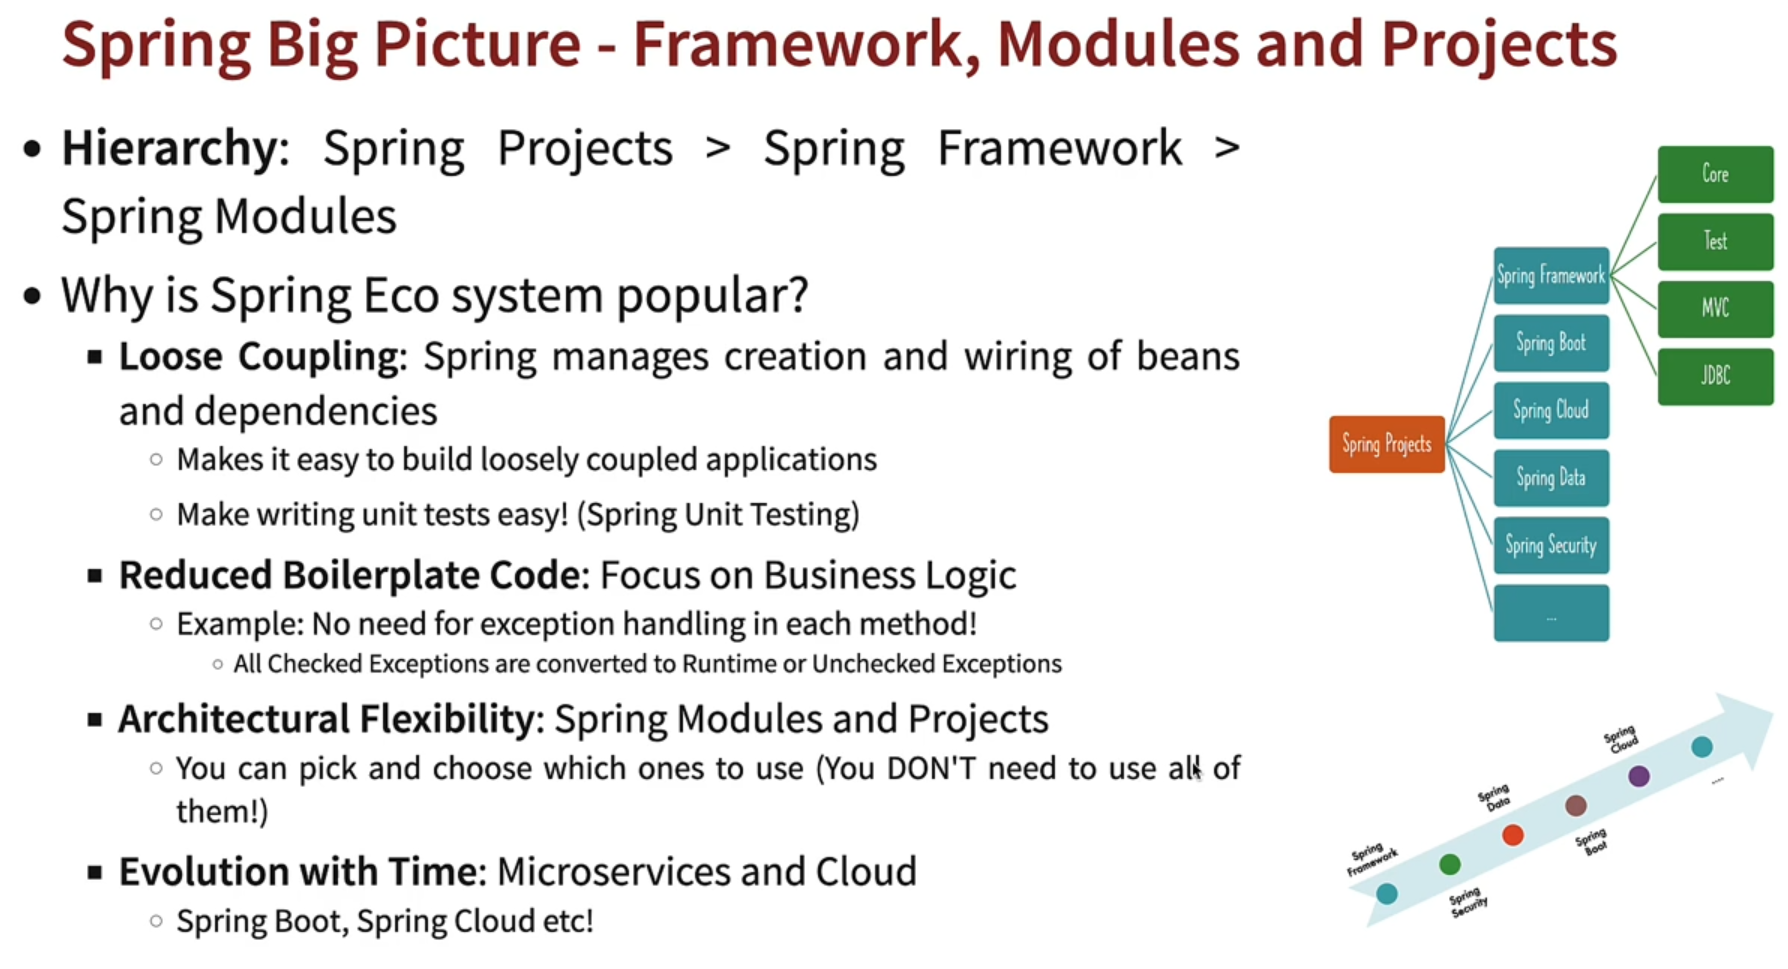 Spring Big Picture - Framework, Modules and Projects
• Hierarchy: Spring Projects > Spring Framework >
Spring Modules
• Why is Spring Eco system popular?
▪ Loose Coupling: Spring manages creation and wiring of beans
and dependencies
○ Makes it easy to build loosely coupled applications
○ Make writing unit tests easy! (Spring Unit Testing)
▪ Reduced Boilerplate Code: Focus on Business Logic
○ Example: No need for exception handling in each method!
○ All Checked Exceptions are converted to Runtime or Unchecked Exceptions
▪ Architectural Flexibility: Spring Modules and Projects
○ You can pick and choose which ones to use (You DON'T need to use all of
them!)
▪ Evolution with Time: Microservices and Cloud
○ Spring Boot, Spring Cloud etc!
Spring Projects
Spring Framework
Spring Boot
Spring Cloud
Spring Data
Spring Security
...
Core
Test
MVC
JDBC
Spring
Framework
Spring
Security
Spring
Data
Spring
Boot
Spring
Cloud
....